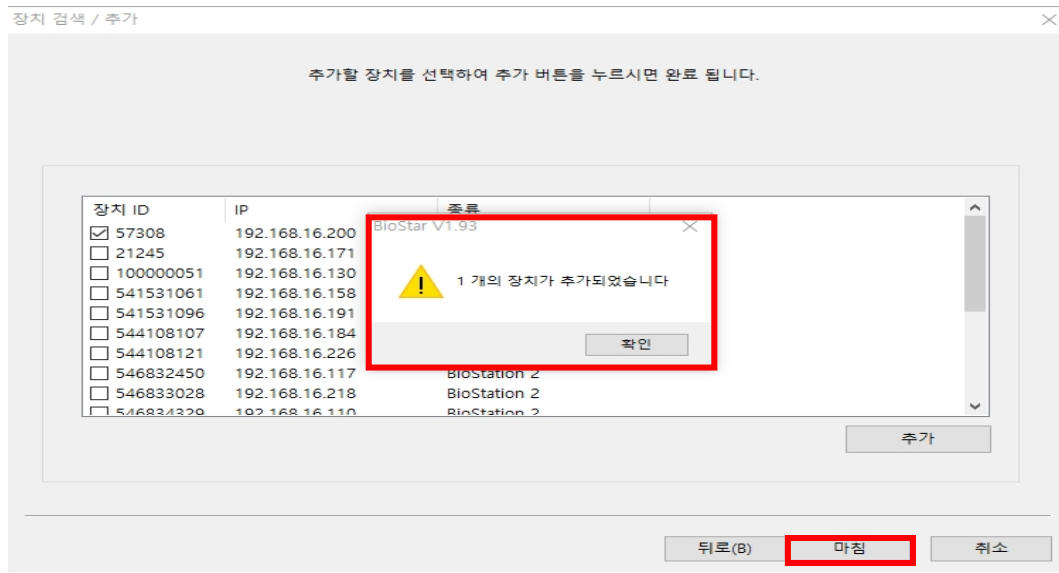 장치 검색 / 추가
추가할 장치를 선택하여 추가 버튼을 누르시면 완료 됩니다.
장치 ID IP 종류
57308 192.168.16.200
BioStar V1.93
21245 192.168.16.171
100000051 192.168.16.130
1 개의 장치가 추가되었습니다
541531061 192.168.16.158
541531096 192.168.16.191
544108107 192.168.16.184
확인
544108121 192.168.16.226
546832450 192.168.16.117 BioStation 2
546833028 192.168.16.218 BioStation 2
546834329 192.168.16.110 BioStation 2
추가
뒤로(B) 마침 취소